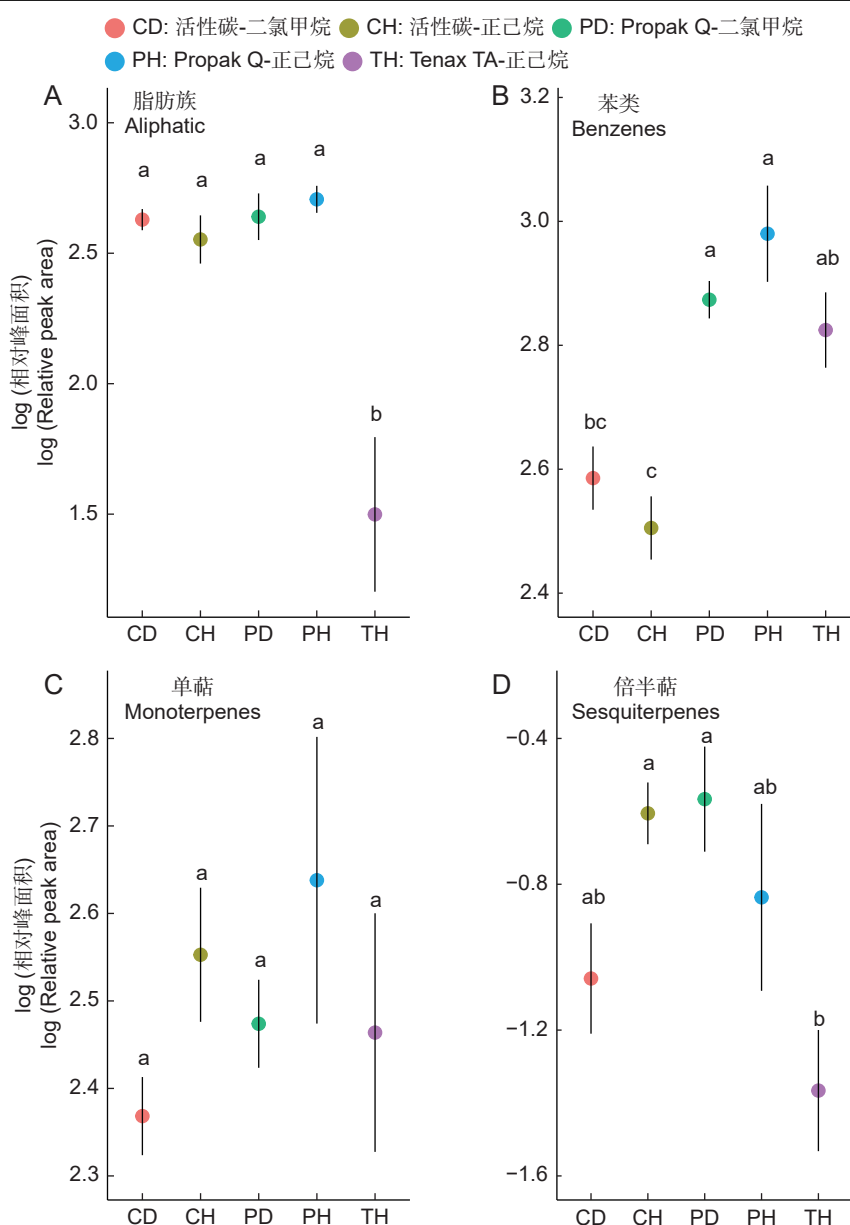 CD: 活性碳-二氯甲烷 CH: 活性碳-正己烷 PD: Propak Q-二氯甲烷
PH: Propak Q-正己烷 TH: Tenax TA-正己烷
A
脂肪族
Aliphatic
log (相对峰面积)
log (Relative peak area)
3.0
2.5
2.0
1.5
a
a
a
a
b
CD CH PD PH TH
B
苯类
Benzenes
3.2
3.0
2.8
2.6
2.4
bc
c
a
a
ab
CD CH PD PH TH
C
单萜
Monoterpenes
log (相对峰面积)
log (Relative peak area)
2.8
2.7
2.6
2.5
2.4
2.3
a
a
a
a
a
CD CH PD PH TH
D
倍半萜
Sesquiterpenes
−0.4
−0.8
−1.2
−1.6
ab
a
a
ab
b
CD CH PD PH TH